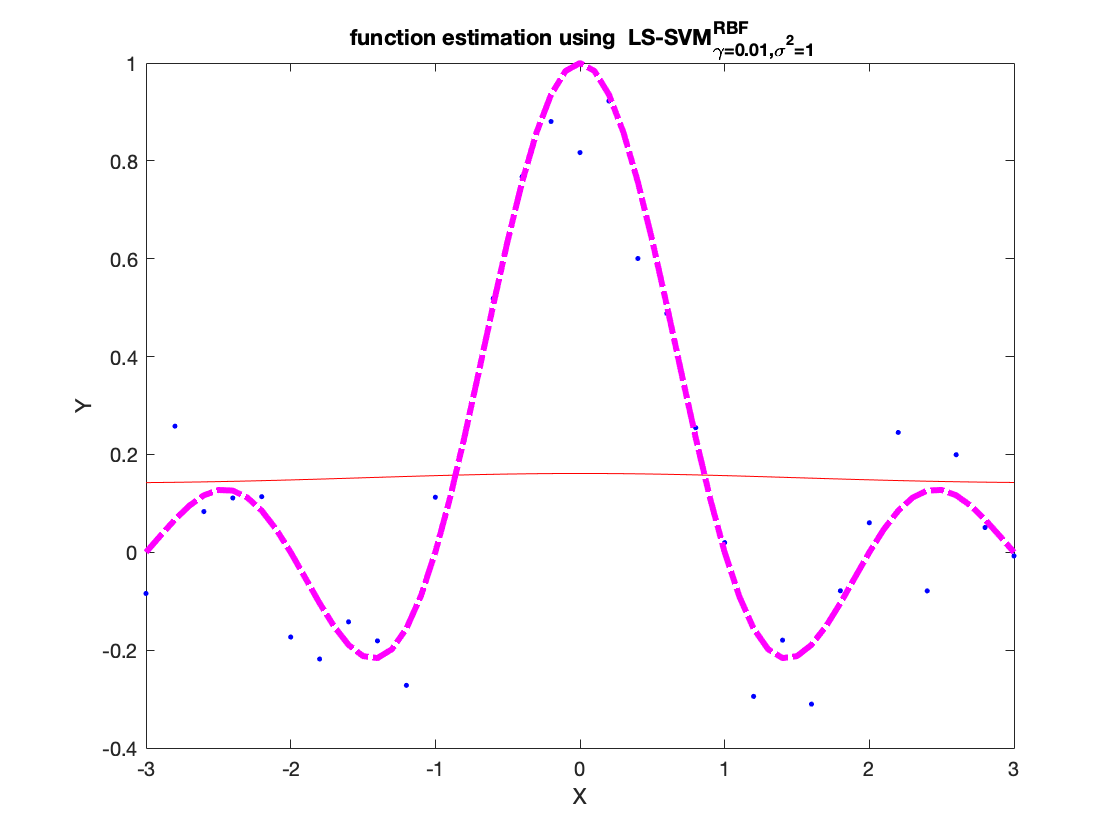 function estimation using LS-SVM^RBF_γ=0.01,σ²=1
1
0.8
0.6
0.4
0.2
0
-0.2
-0.4
Y
-3 -2 -1 0 1 2 3
X